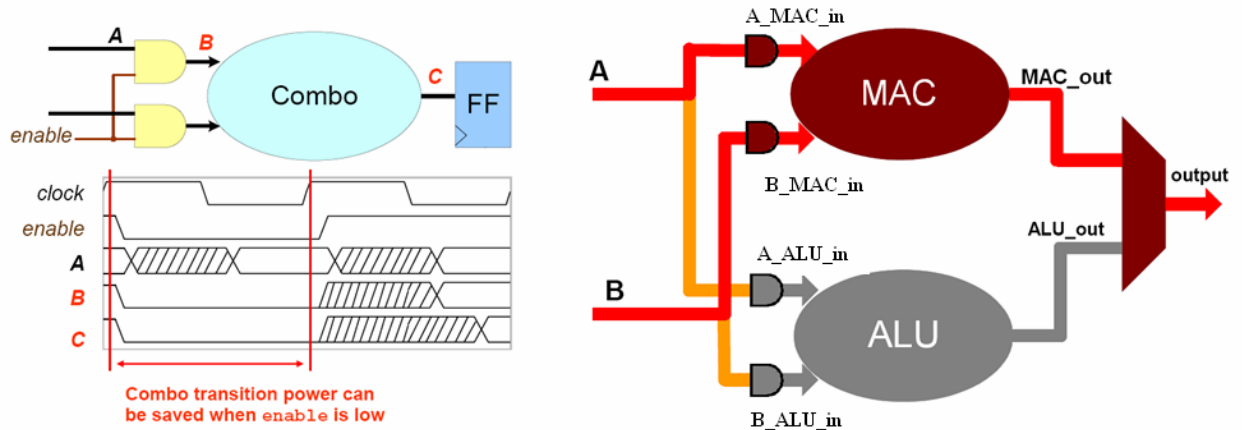 A
B
Combo
C
FF
enable
clock
enable
A
B
C
Combo transition power can
be saved when enable is low
A_MAC_in
A
MAC
MAC_out
B_MAC_in
output
ALU_out
A_ALU_in
B
ALU
B_ALU_in